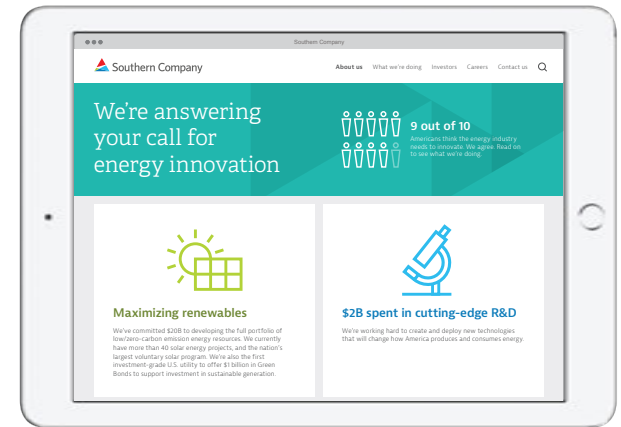 Southern Company
Southern Company
About us What we're doing Investors Careers Contact us
We're answering
your call for
energy innovation
9 out of 10
Americans think the energy industry
needs to innovate. We agree. Read on
to see what we're doing.
Maximizing renewables
We've committed $20B to developing the full portfolio of
low/zero-carbon emission energy resources. We currently
have more than 40 solar energy projects, and the nation's
largest voluntary solar program. We're also the first
investment-grade U.S. utility to offer $1 billion in Green
Bonds to support investment in sustainable generation.
$2B spent in cutting-edge R&D
We're working hard to create and deploy new technologies
that will change how America produces and consumes energy.